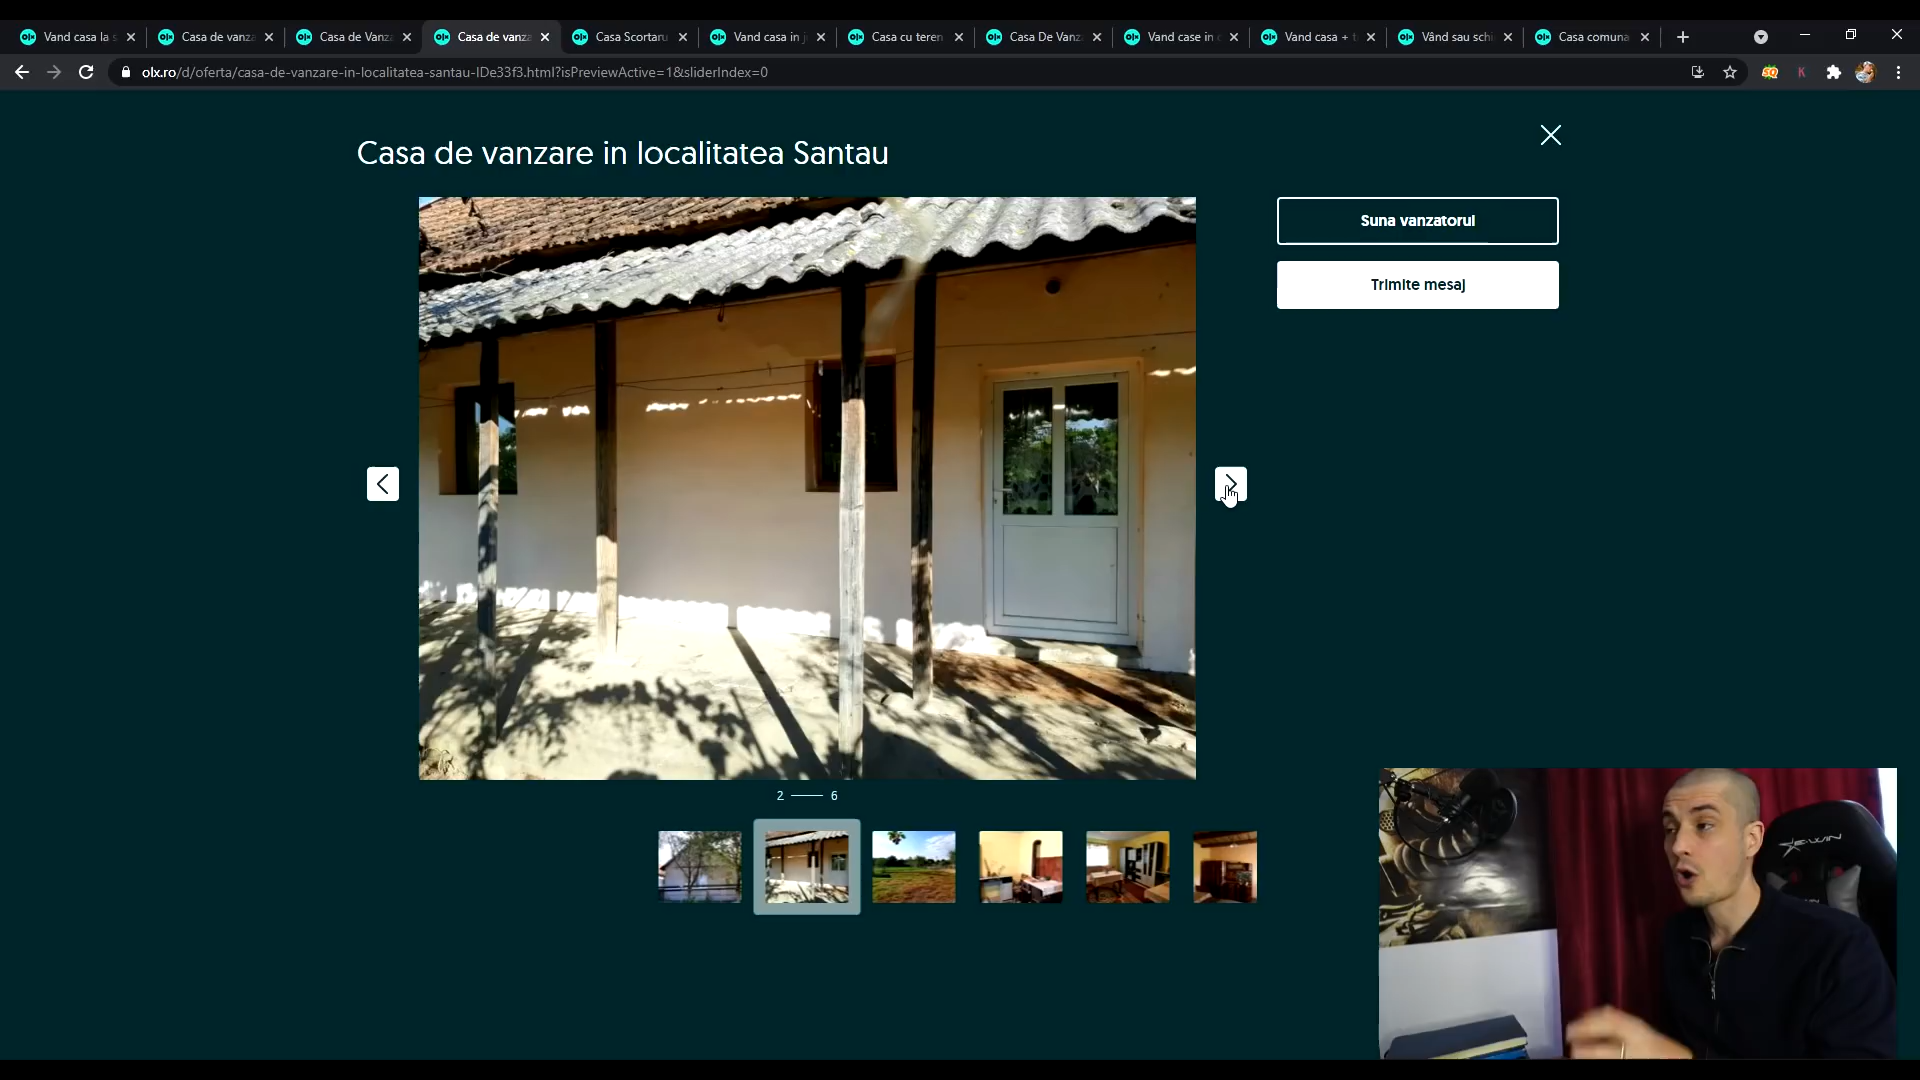 Vand casa la s
Casa de vanza
Casa de Vanz
Casa de vanza
Casa Scortaru
Vand casa in j
Casa cu teren
Casa De Vanz
Vand case in c
Vand casa + t
Vând sau schi
Casa comuna
olx.ro/d/oferta/casa-de-vanzare-in-localitatea-santau-IDe33f3.html?isPreviewActive=1&sliderIndex=0
Casa de vanzare in localitatea Santau
Suna vanzatorul
Trimite mesaj
2 6